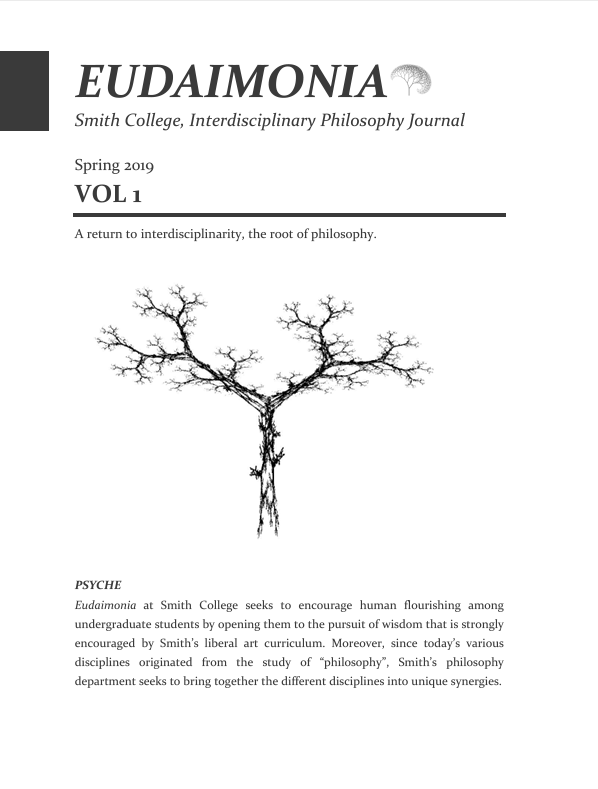 EUDAIMONIA
Smith College, Interdisciplinary Philosophy Journal
Spring 2019
VOL 1
A return to interdisciplinarity, the root of philosophy.
PSYCHE
Eudaimonia at Smith College seeks to encourage human flourishing among
undergraduate students by opening them to the pursuit of wisdom that is strongly
encouraged by Smith’s liberal art curriculum. Moreover, since today’s various
disciplines originated from the study of “philosophy”, Smith’s philosophy
department seeks to bring together the different disciplines into unique synergies.